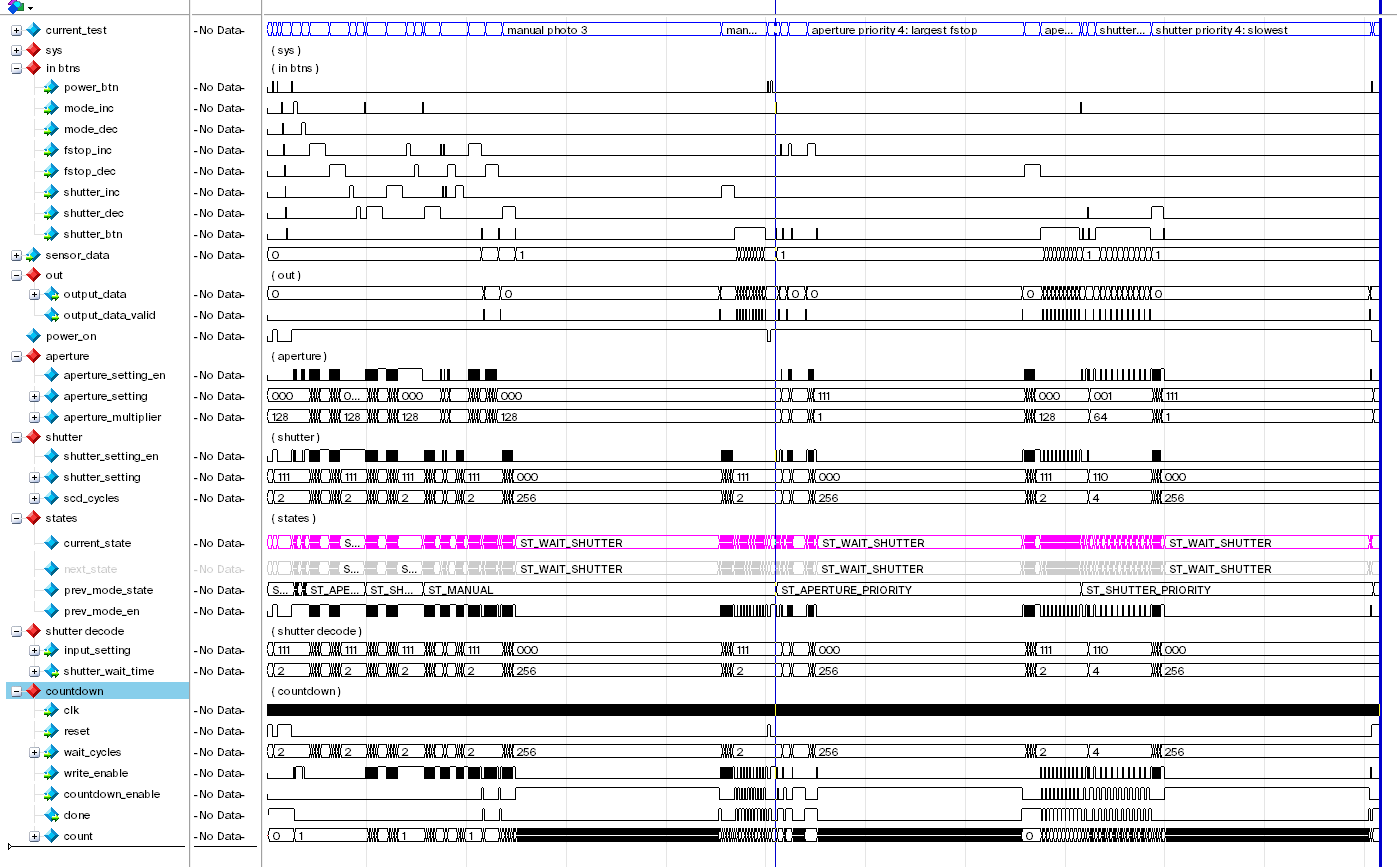 current_test -No Data- manual photo 3 man... aperture priority 4: largest fstop ape... shutter... shutter priority 4: slowest
sys -No Data- ( sys )
in btns -No Data- ( in btns )
power_btn -No Data-
mode_inc -No Data-
mode_dec -No Data-
fstop_inc -No Data-
fstop_dec -No Data-
shutter_inc -No Data-
shutter_dec -No Data-
shutter_btn -No Data-
sensor_data -No Data- 0 1 1 1 1
out -No Data- ( out )
output_data -No Data- 0 0 0 0 0 0
output_data_valid -No Data-
power_on -No Data-
aperture -No Data- ( aperture )
aperture_setting_en -No Data-
aperture_setting -No Data- 000 0... 000 000 111 000 001 111
aperture_multiplier -No Data- 128 128 128 128 1 128 64 1
shutter -No Data- ( shutter )
shutter_setting_en -No Data-
shutter_setting -No Data- 111 111 111 111 000 111 000 111 110 000
scd_cycles -No Data- 2 2 2 2 256 2 256 2 4 256
states -No Data- ( states )
current_state -No Data- S... ST_WAIT_SHUTTER ST_WAIT_SHUTTER ST_WAIT_SHUTTER
next_state -No Data- S... S... ST_WAIT_SHUTTER ST_WAIT_SHUTTER ST_WAIT_SHUTTER
prev_mode_state -No Data- S... ST_APE... ST_SH... ST_MANUAL ST_APERTURE_PRIORITY ST_SHUTTER_PRIORITY
prev_mode_en -No Data-
shutter decode -No Data- ( shutter decode )
input_setting -No Data- 111 111 111 111 000 111 000 111 110 000
shutter_wait_time -No Data- 2 2 2 2 256 2 256 2 4 256
countdown -No Data- ( countdown )
clk -No Data-
reset -No Data-
wait_cycles -No Data- 2 2 2 2 256 2 256 2 4 256
write_enable -No Data-
countdown_enable -No Data-
done -No Data-
count -No Data- 0 1 1 1 0